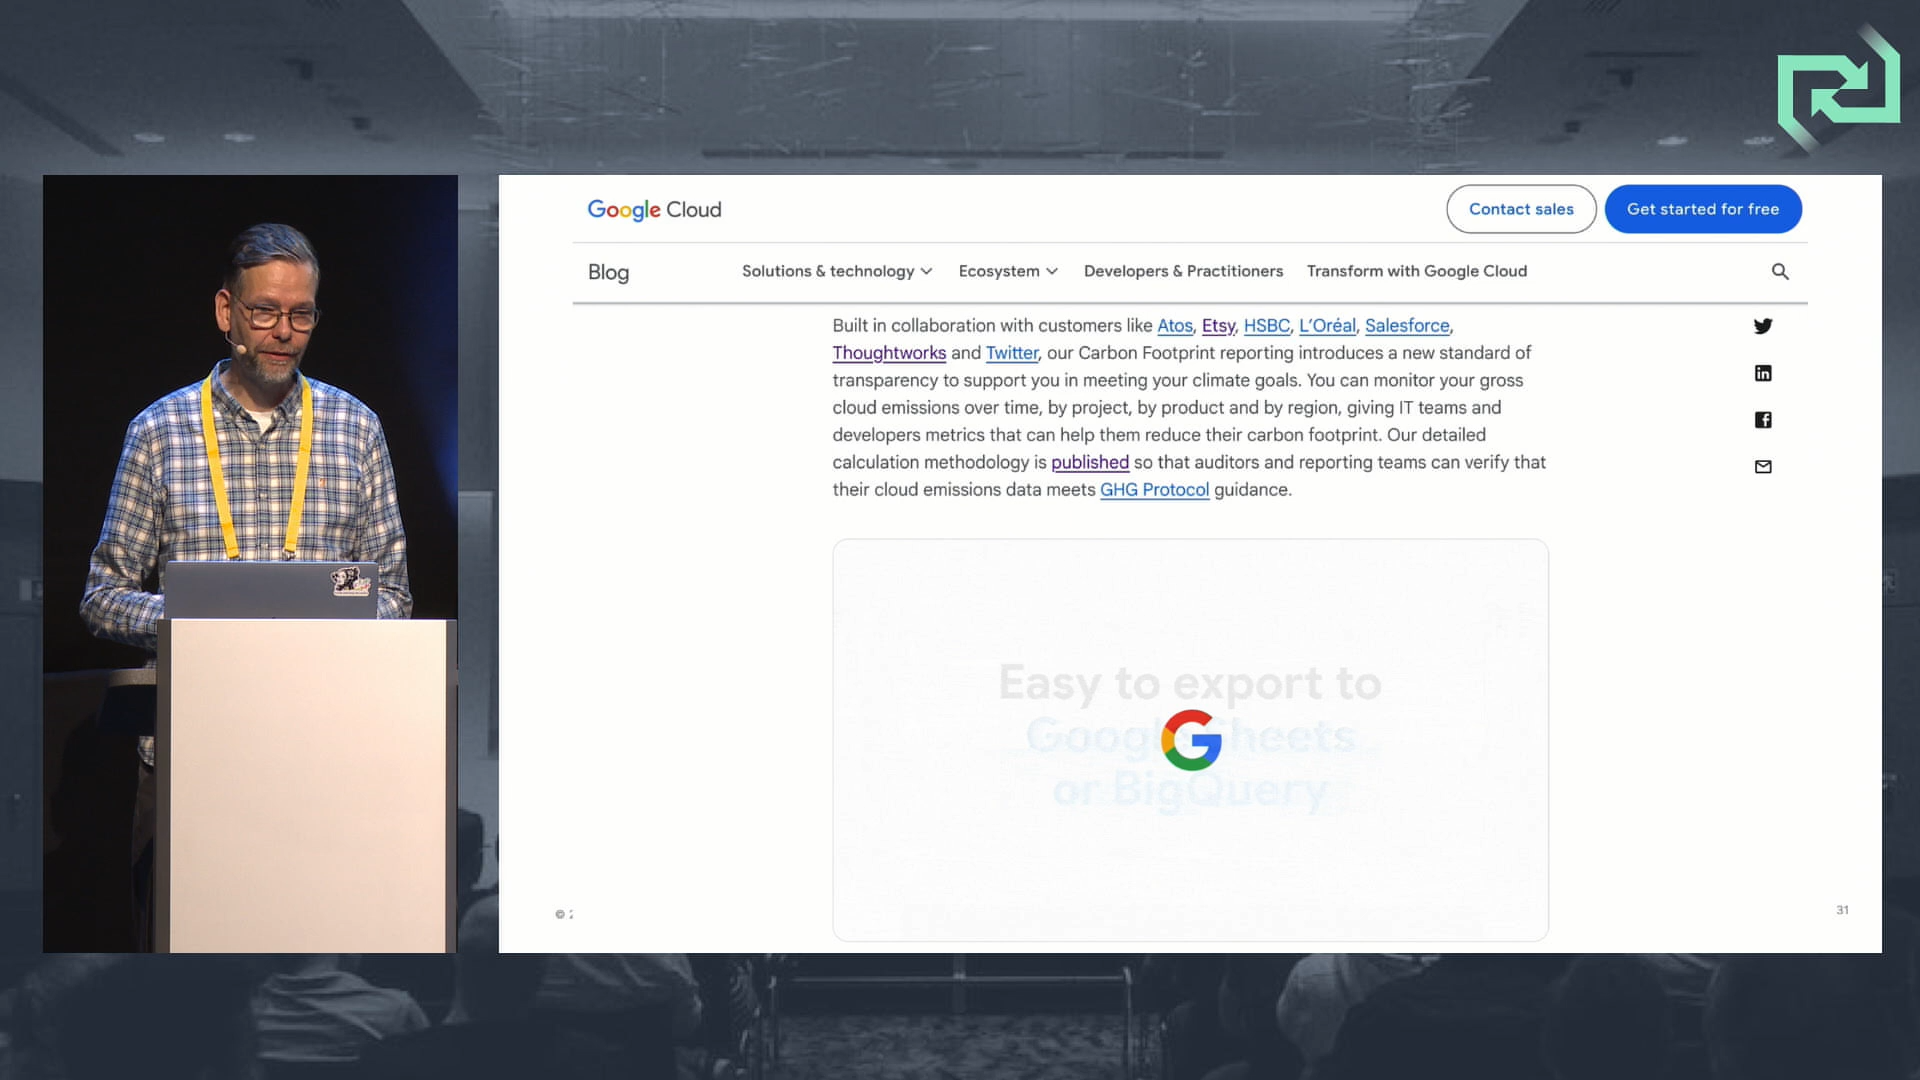 Google Cloud
Contact sales
Get started for free
Blog
Solutions & technology
Ecosystem
Developers & Practitioners
Transform with Google Cloud
Built in collaboration with customers like Atos, Etsy, HSBC, L’Oréal, Salesforce,
Thoughtworks and Twitter, our Carbon Footprint reporting introduces a new standard of
transparency to support you in meeting your climate goals. You can monitor your gross
cloud emissions over time, by project, by product and by region, giving IT teams and
developers metrics that can help them reduce their carbon footprint. Our detailed
calculation methodology is published so that auditors and reporting teams can verify that
their cloud emissions data meets GHG Protocol guidance.
Easy to export to
Google Sheets
or BigQuery
©
31